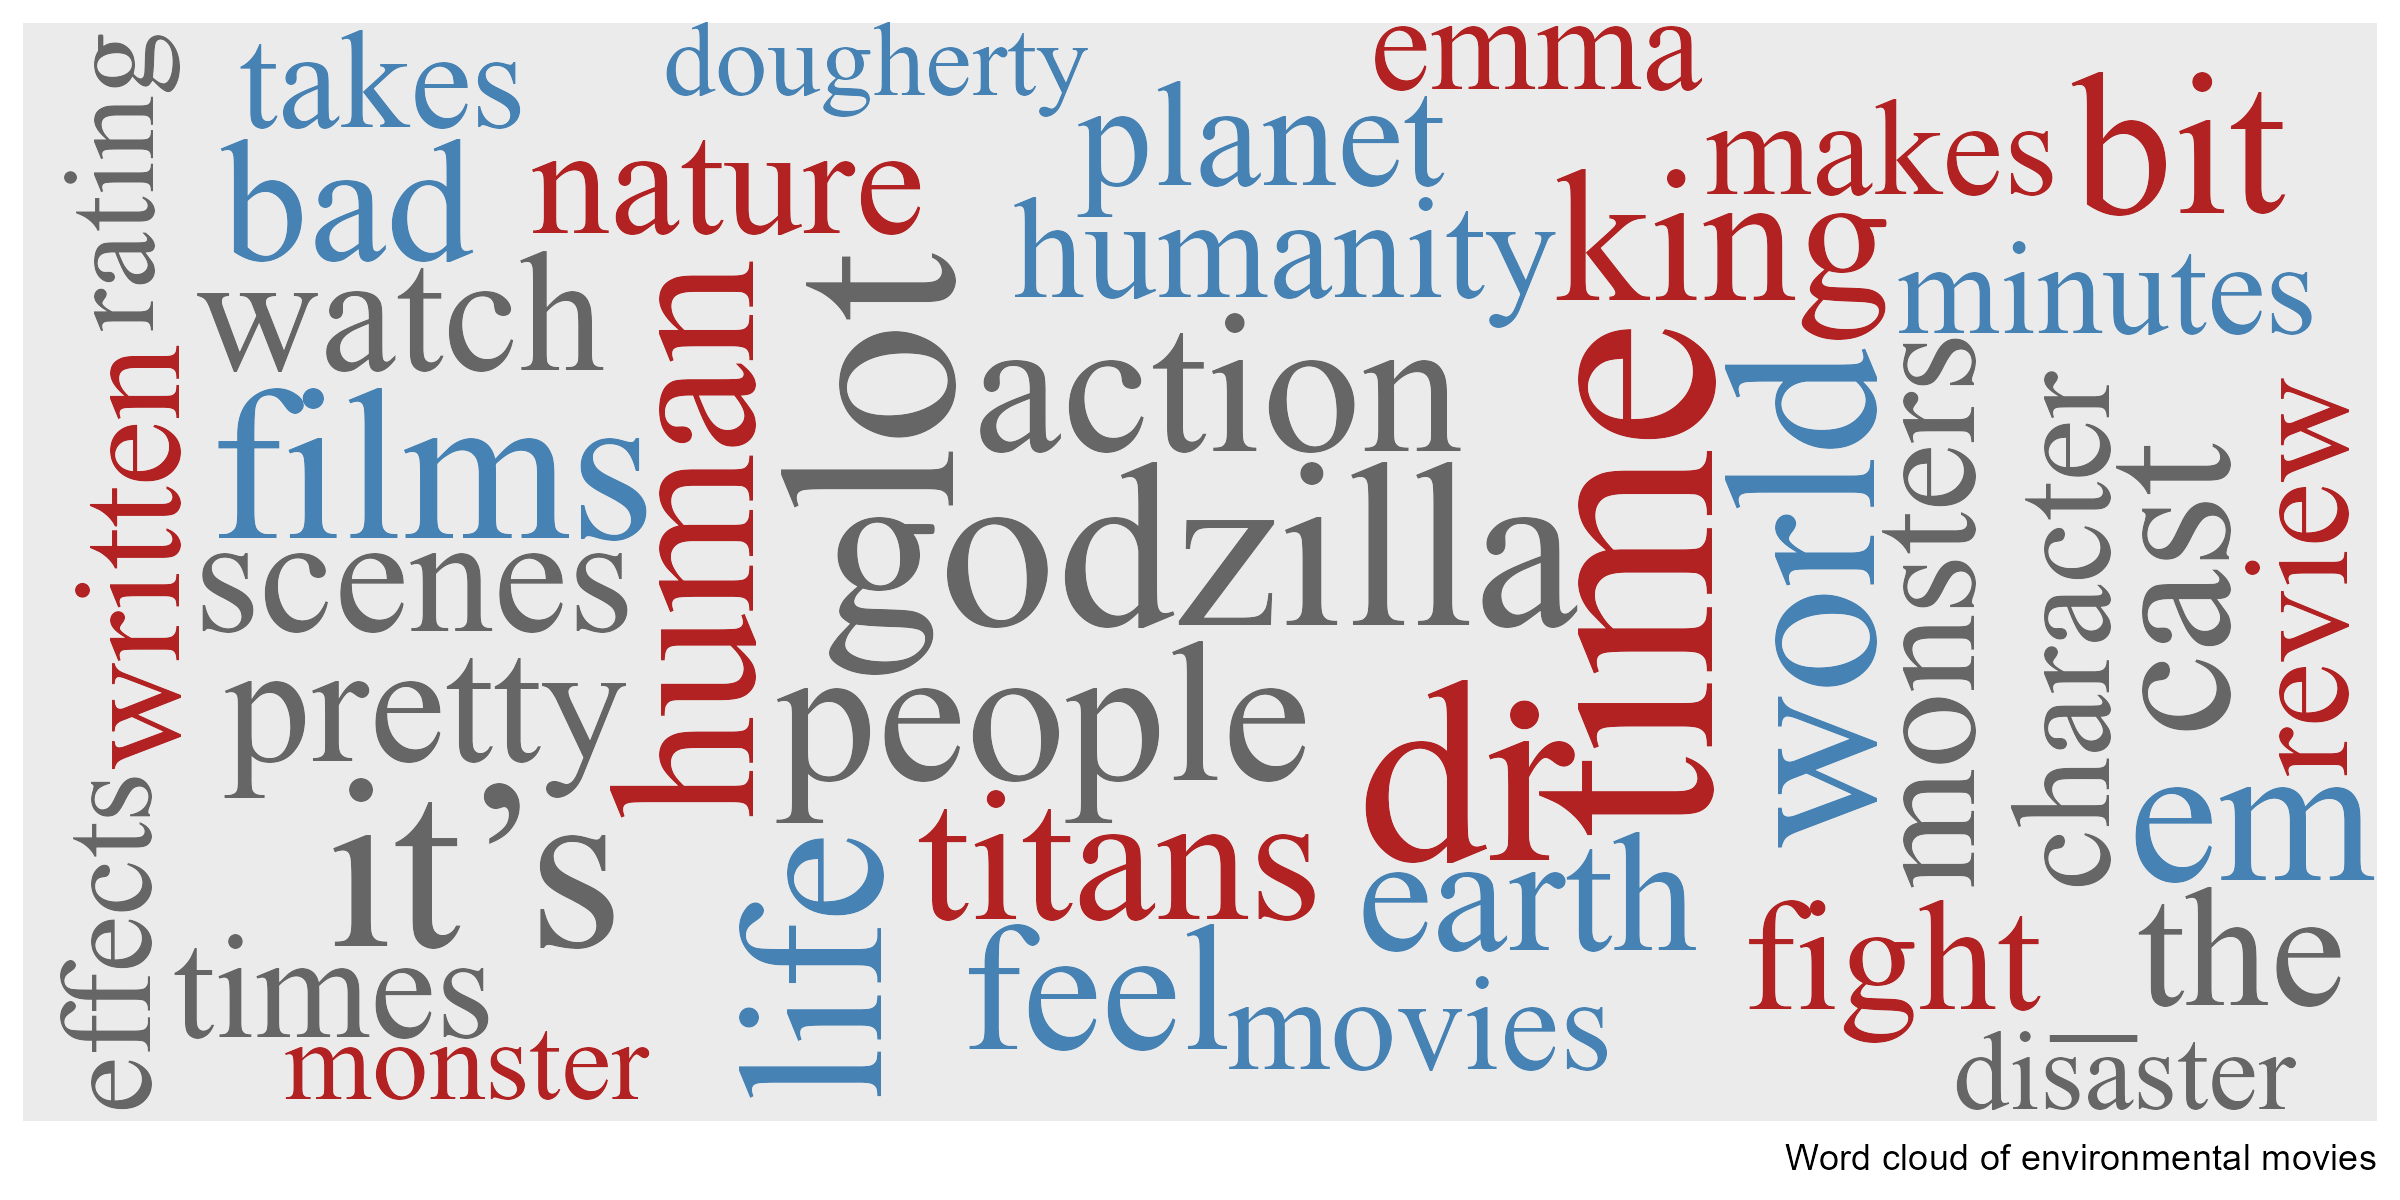 rating
takes
dougherty
emma
bad
nature
planet
makes
bit
humanity
king
watch
human
lot
action
minutes
written
films
godzilla
time
world
monsters
character
cast
review
scenes
pretty
people
dr
it’s
effects
life
titans
earth
em
times
feel
movies
fight
the
monster
_
disaster
Word cloud of environmental movies